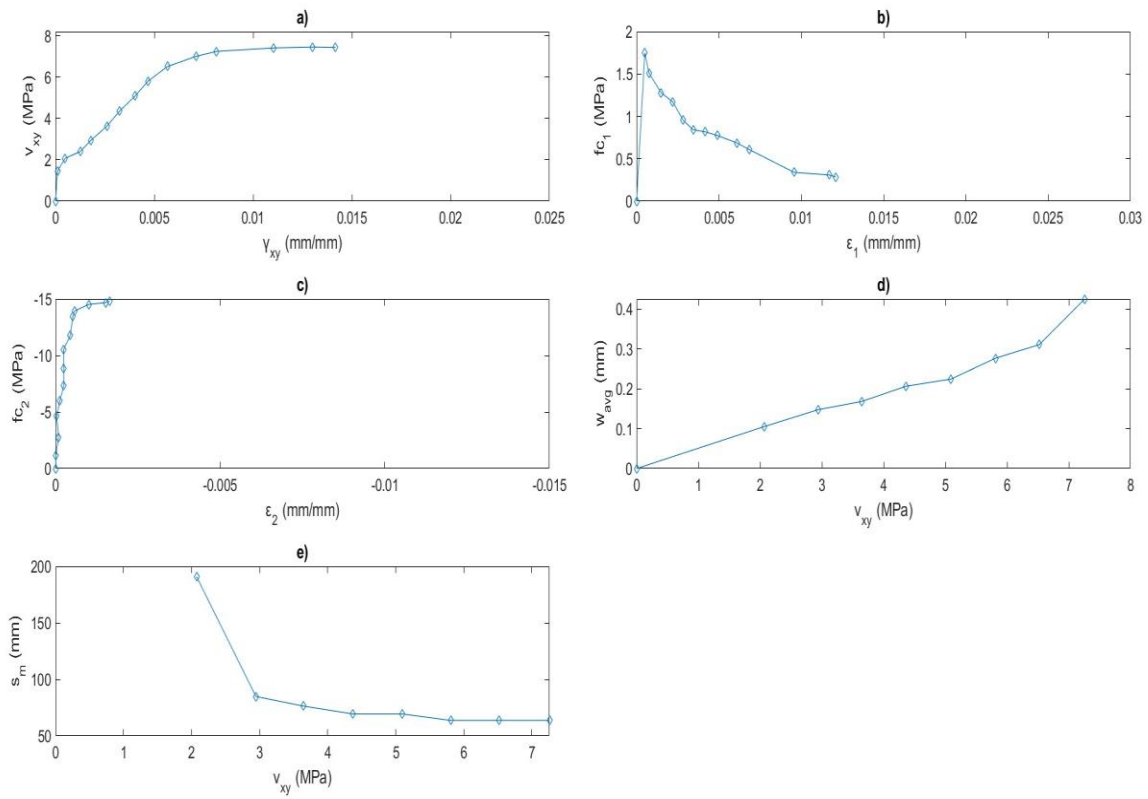 a)
8
6
4
2
0
0 0.005 0.01 0.015 0.02 0.025
v_xy (MPa)
γ_xy (mm/mm)
b)
2
1.5
1
0.5
0
0 0.005 0.01 0.015 0.02 0.025 0.03
fc_1 (MPa)
ε_1 (mm/mm)
c)
-15
-10
-5
0
0 -0.005 -0.01 -0.015
fc_2 (MPa)
ε_2 (mm/mm)
d)
0.4
0.3
0.2
0.1
0
0 1 2 3 4 5 6 7 8
w_avg (mm)
v_xy (MPa)
e)
200
150
100
50
0 1 2 3 4 5 6 7
s_m (mm)
v_xy (MPa)